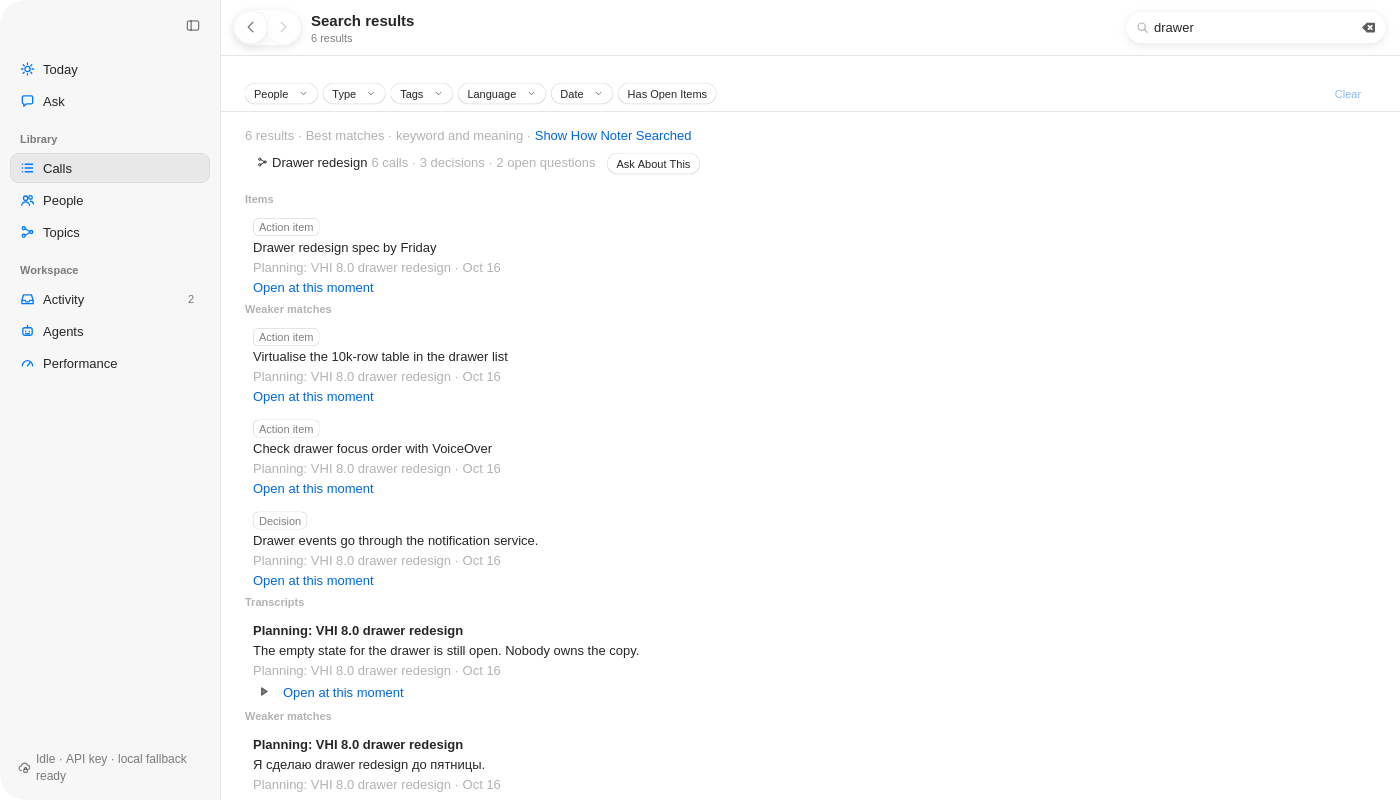 Search results
6 results
drawer
Today
Ask
Library
Calls
People
Topics
Workspace
Activity 2
Agents
Performance
Idle · API key · local fallback
ready
People Type Tags Language Date Has Open Items Clear
6 results · Best matches · keyword and meaning · Show How Noter Searched
Drawer redesign 6 calls · 3 decisions · 2 open questions Ask About This
Items
Action item
Drawer redesign spec by Friday
Planning: VHI 8.0 drawer redesign · Oct 16
Open at this moment
Weaker matches
Action item
Virtualise the 10k-row table in the drawer list
Planning: VHI 8.0 drawer redesign · Oct 16
Open at this moment
Action item
Check drawer focus order with VoiceOver
Planning: VHI 8.0 drawer redesign · Oct 16
Open at this moment
Decision
Drawer events go through the notification service.
Planning: VHI 8.0 drawer redesign · Oct 16
Open at this moment
Transcripts
Planning: VHI 8.0 drawer redesign
The empty state for the drawer is still open. Nobody owns the copy.
Planning: VHI 8.0 drawer redesign · Oct 16
Open at this moment
Weaker matches
Planning: VHI 8.0 drawer redesign
Я сделаю drawer redesign до пятницы.
Planning: VHI 8.0 drawer redesign · Oct 16